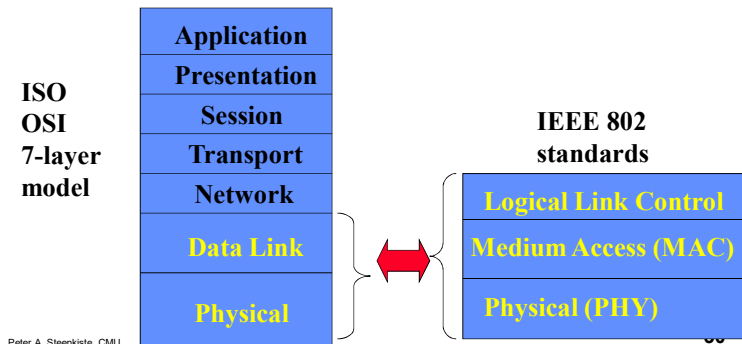 ISO
OSI
7-layer
model
Application
Presentation
Session
Transport
Network
Data Link
Physical
IEEE 802
standards
Logical Link Control
Medium Access (MAC)
Physical (PHY)
Peter A. Steenkiste, CMU